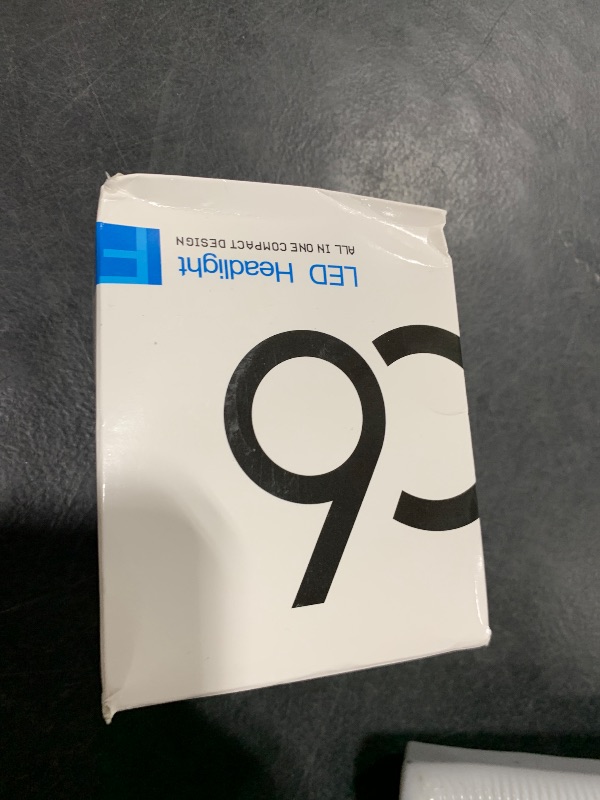 C6
LED Headlight
ALL IN ONE COMPACT DESIGN